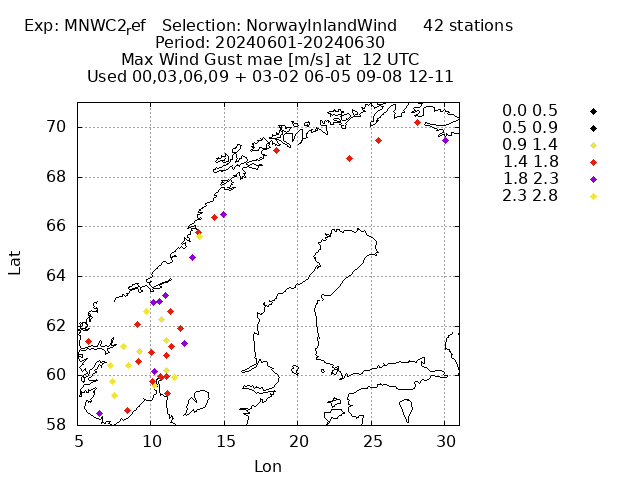 Exp: MNWC2ref Selection: NorwayInlandWind 42 stations
Period: 20240601-20240630
Max Wind Gust mae [m/s] at 12 UTC
Used 00,03,06,09 + 03-02 06-05 09-08 12-11
0.0 0.5
0.5 0.9
0.9 1.4
1.4 1.8
1.8 2.3
2.3 2.8
70
68
66
64
62
60
58
Lat
5 10 15 20 25 30
Lon